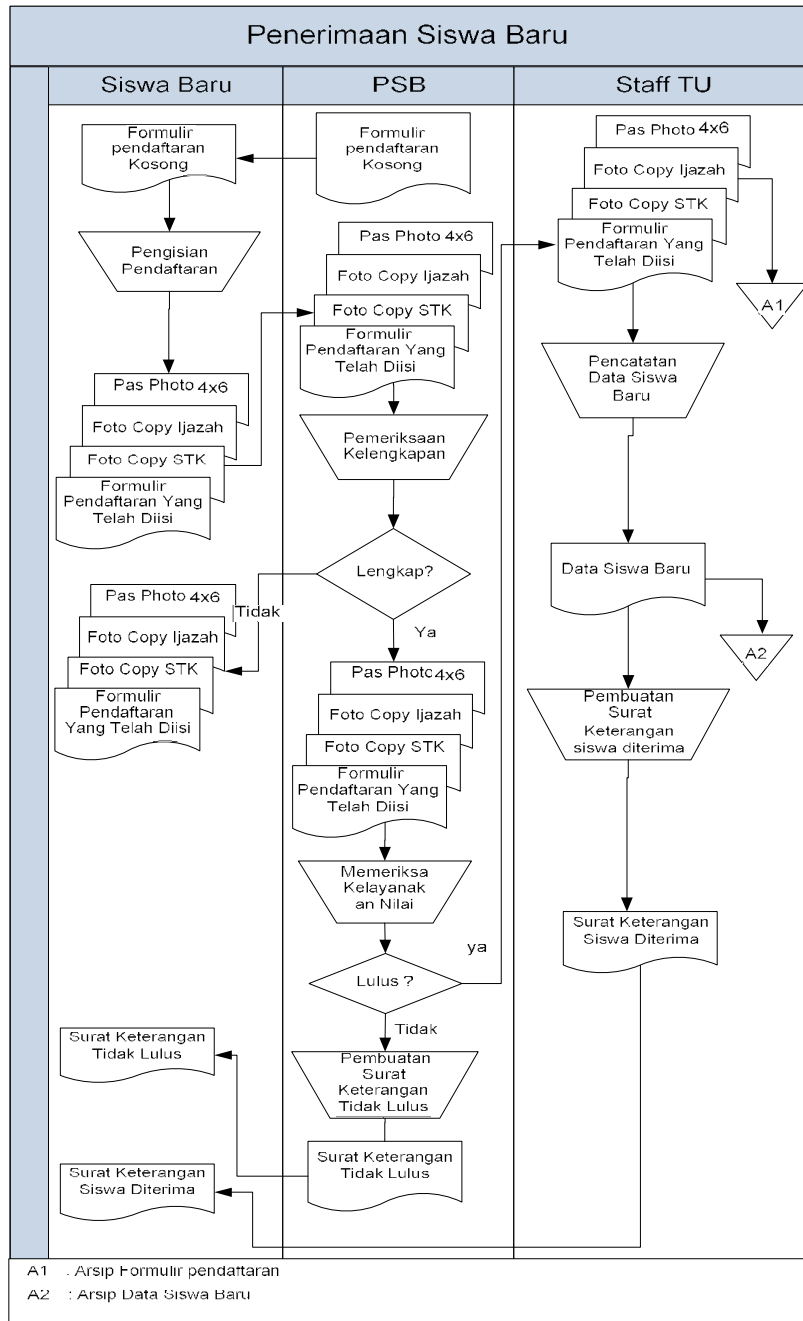 Penerimaan Siswa Baru
Siswa Baru
PSB
Staff TU
Formulir
pendaftaran
Kosong
Pengisian
Pendaftaran
Pas Photo 4x6
Foto Copy Ijazah
Foto Copy STK
Formulir
Pendaftaran Yang
Telah Diisi
Pas Photo 4x6
Foto Copy Ijazah
Foto Copy STK
Formulir
Pendaftaran
Yang Telah Diisi
Surat Keterangan
Tidak Lulus
Surat Keterangan
Siswa Diterima
Formulir
pendaftaran
Kosong
Pas Photo 4x6
Foto Copy Ijazah
Foto Copy STK
Formulir
Pendaftaran Yang
Telah Diisi
Pemeriksaan
Kelengkapan
Lengkap?
Tidak
Ya
Pas Photo 4x6
Foto Copy Ijazah
Foto Copy STK
Formulir
Pendaftaran Yang
Telah Diisi
Memeriksa
Kelayanak
an Nilai
ya
Lulus ?
Tidak
Pembuatan
Surat
Keterangan
Tidak Lulus
Surat Keterangan
Tidak Lulus
Pas Photo 4x6
Foto Copy Ijazah
Foto Copy STK
Formulir
Pendaftaran Yang
Telah Diisi
A1
Pencatatan
Data Siswa
Baru
Data Siswa Baru
A2
Pembuatan
Surat
Keterangan
siswa diterima
Surat Keterangan
Siswa Diterima
A1 : Arsip Formulir pendaftaran
A2 : Arsip Data Siswa Baru